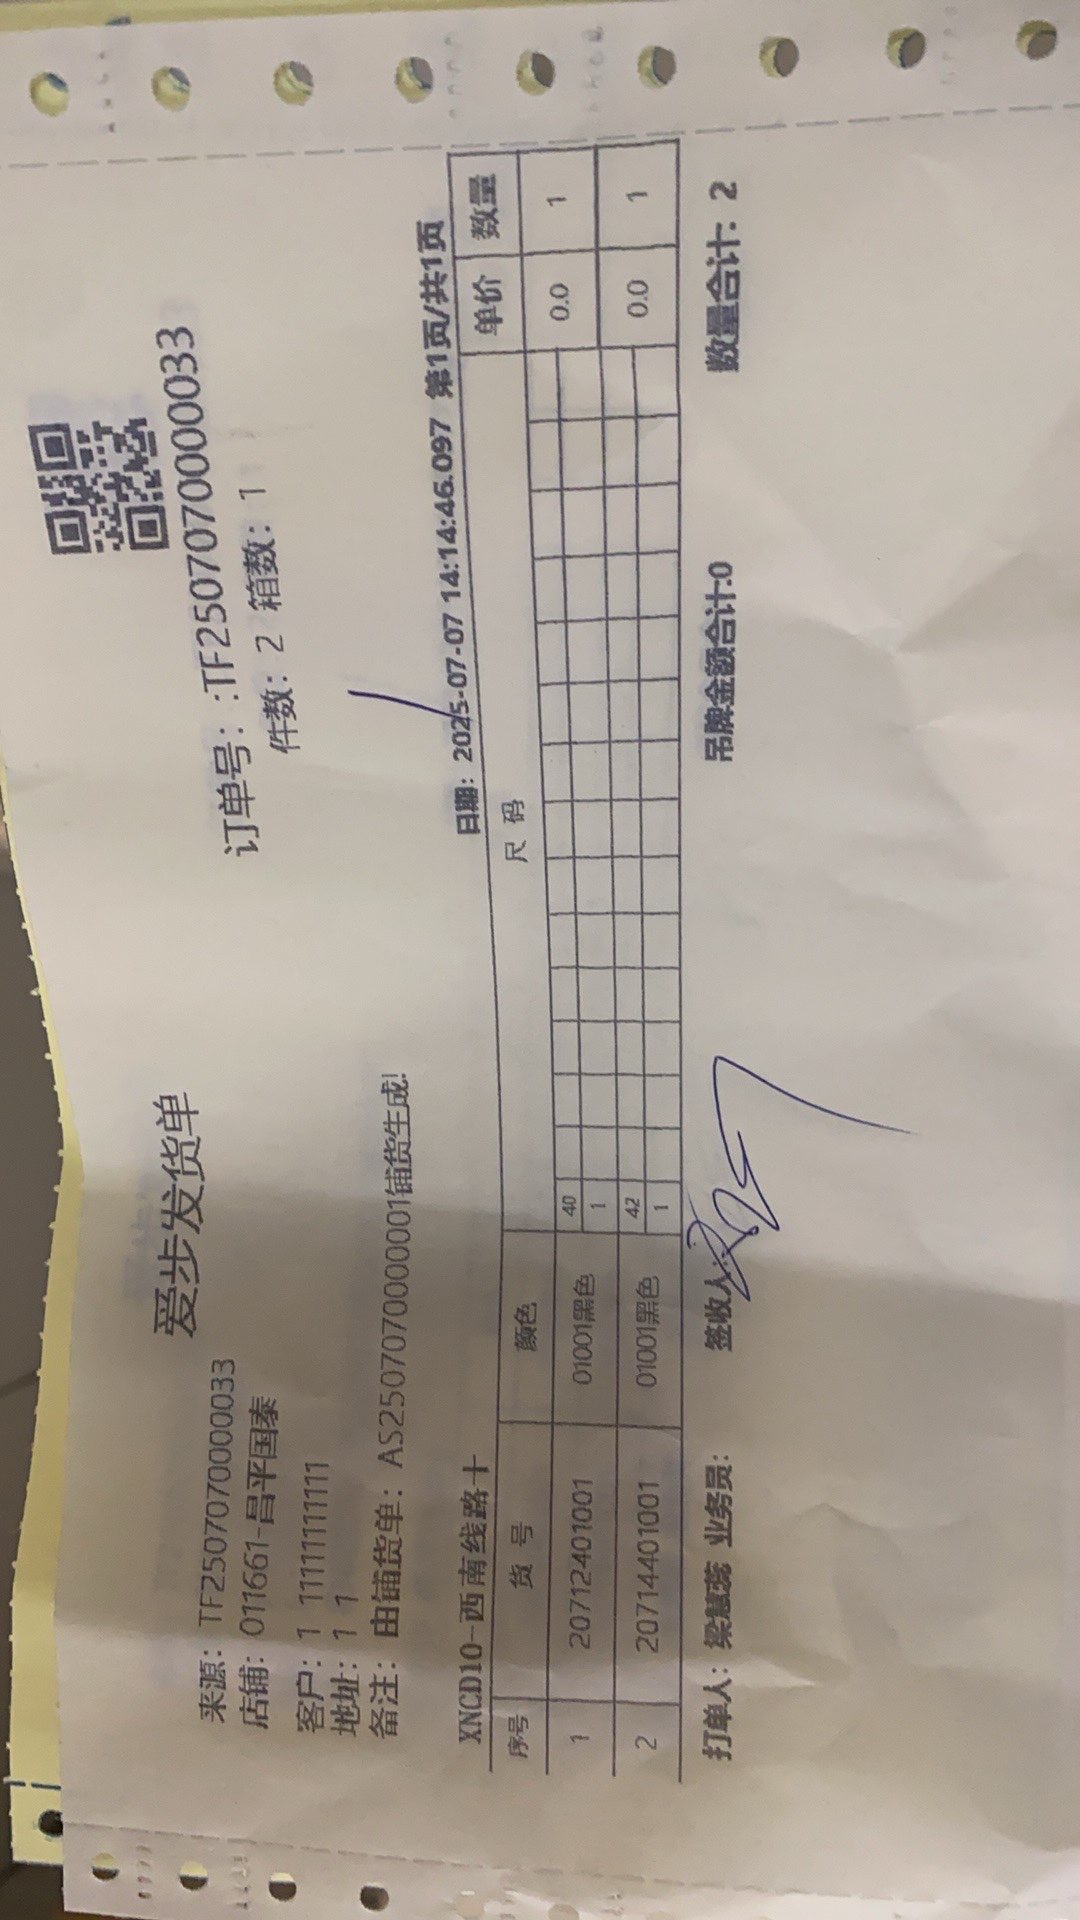 爱步发货单
来源：TF25070700000033
订单号：:TF25070700000033
店铺：011661-昌平国泰
件数：2 箱数：1
客户：1 11111111111
地址：1 1
备注：由铺货单：AS25070700000001铺货生成!
XNCD10-西南线路十 日期：2025-07-07 14:14:46.097 第1页/共1页
序号 货 号 颜色 尺 码 单价 数量
1 20712401001 01001黑色 40 0.0 1
1
2 20714401001 01001黑色 42 0.0 1
1
打单人：梁慧蕊 业务员： 签收人： 吊牌金额合计:0 数量合计：2